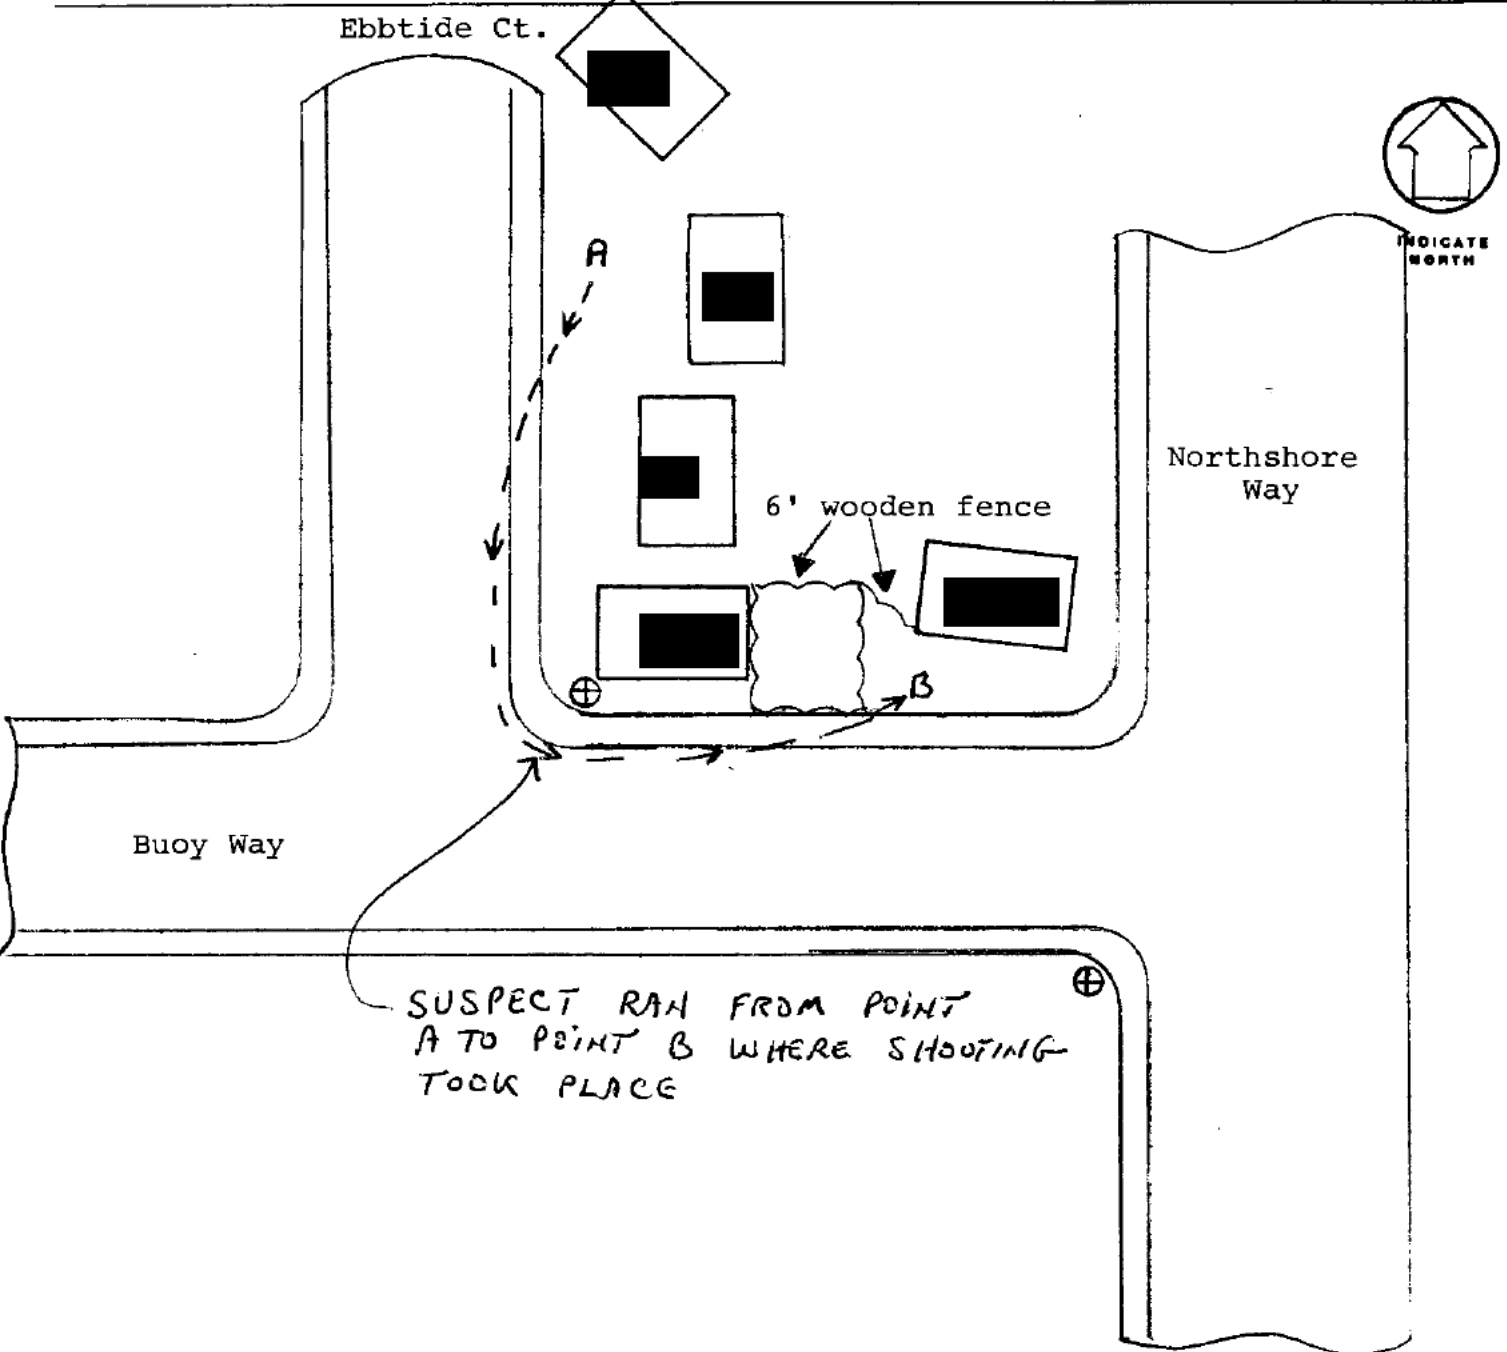 Ebbtide Ct.
INDICATE
NORTH
A
Northshore
Way
6' wooden fence
B
Buoy Way
SUSPECT RAN FROM POINT
A TO POINT B WHERE SHOOTING
TOOK PLACE